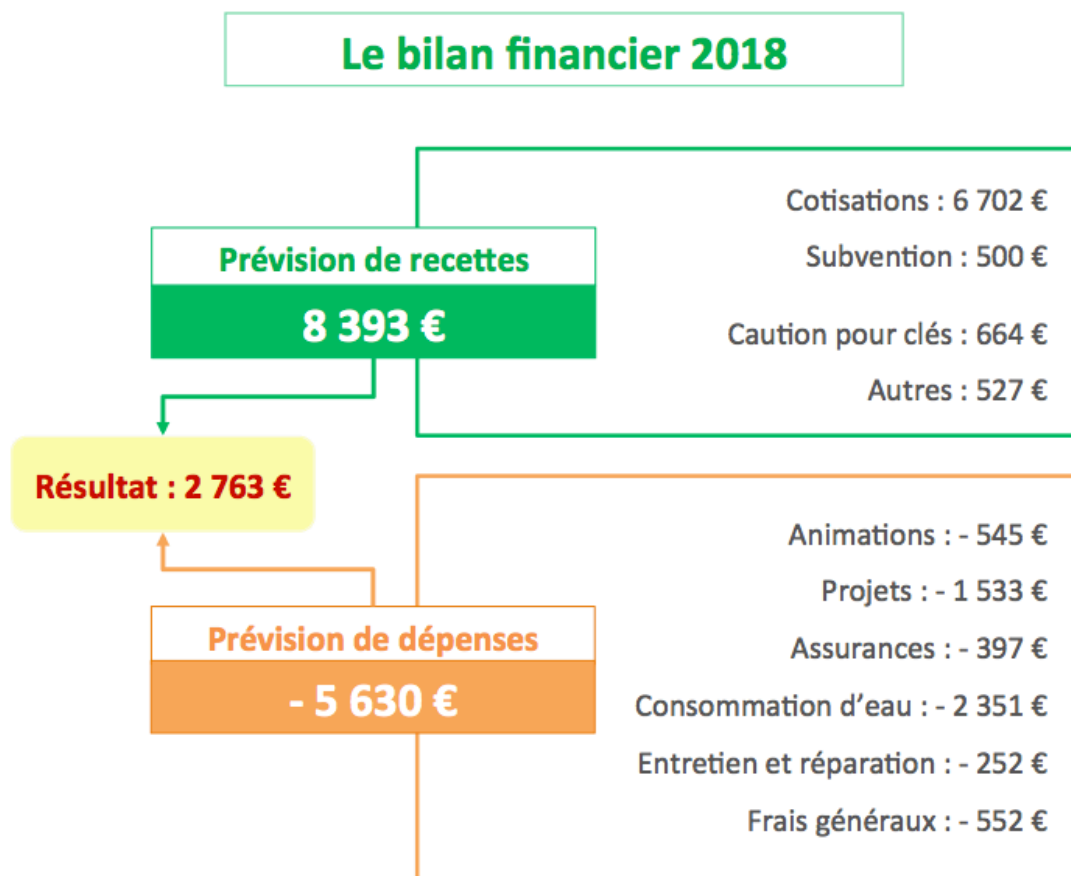 Le bilan financier 2018
Prévision de recettes
8 393 €
Cotisations : 6 702 €
Subvention : 500 €
Caution pour clés : 664 €
Autres : 527 €
Résultat : 2 763 €
Prévision de dépenses
- 5 630 €
Animations : - 545 €
Projets : - 1 533 €
Assurances : - 397 €
Consommation d’eau : - 2 351 €
Entretien et réparation : - 252 €
Frais généraux : - 552 €